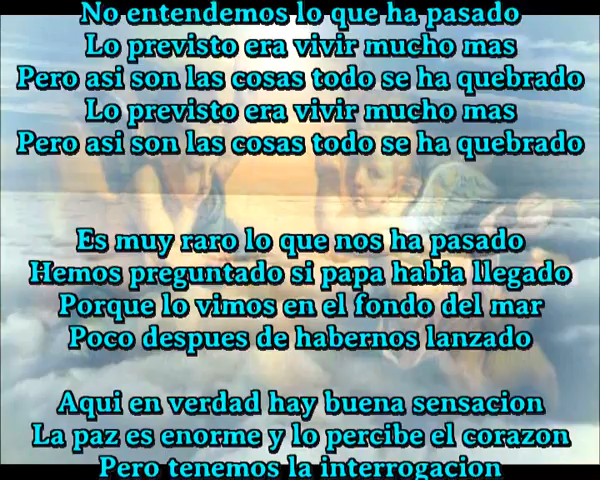 No entendemos lo que ha pasado
Lo previsto era vivir mucho mas
Pero asi son las cosas todo se ha quebrado
Lo previsto era vivir mucho mas
Pero asi son las cosas todo se ha quebrado
Es muy raro lo que nos ha pasado
Hemos preguntado si papa habia llegado
Porque lo vimos en el fondo del mar
Poco despues de habernos lanzado
Aqui en verdad hay buena sensacion
La paz es enorme y lo percibe el corazon
Pero tenemos la interrogacion